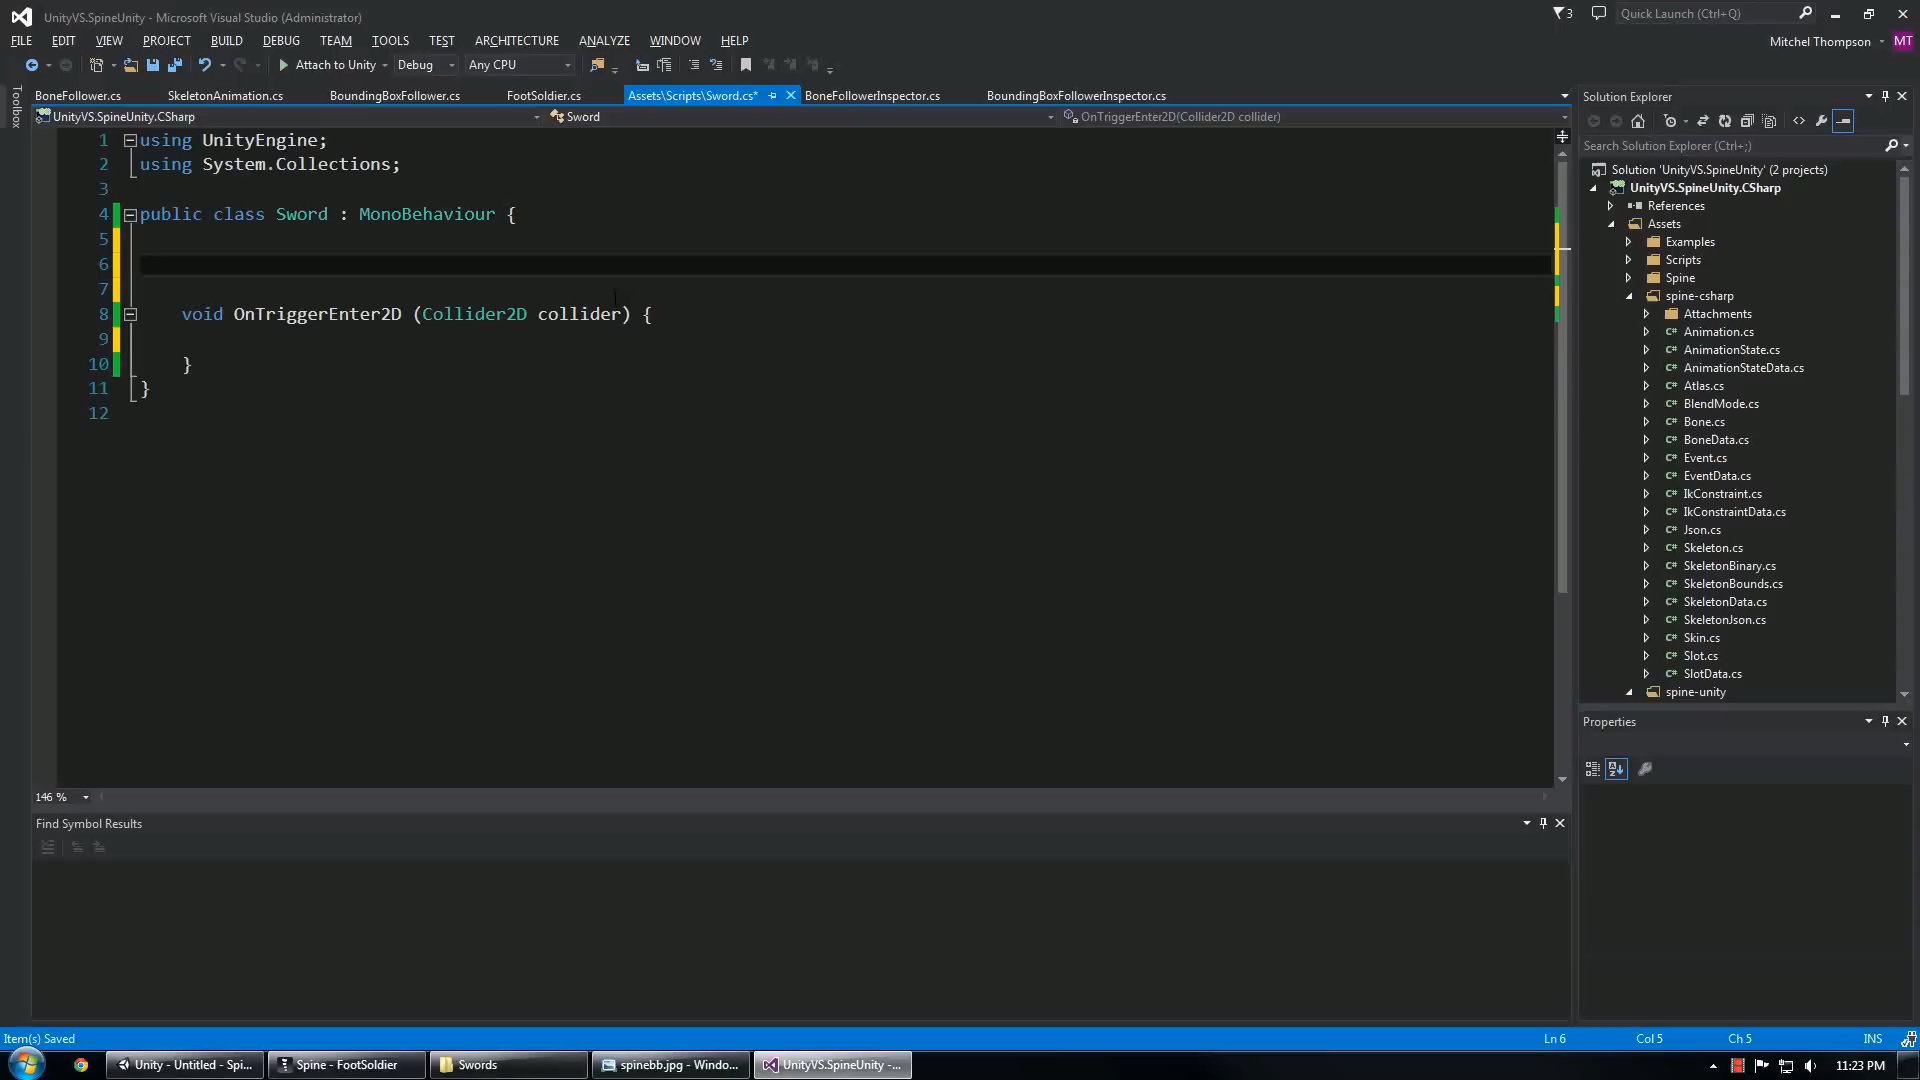 UnityVS.SpineUnity - Microsoft Visual Studio (Administrator)
3
Quick Launch (Ctrl+Q)
FILE EDIT VIEW PROJECT BUILD DEBUG TEAM TOOLS TEST ARCHITECTURE ANALYZE WINDOW HELP
Mitchel Thompson MT
Attach to Unity Debug Any CPU
Toolbox
BoneFollower.cs SkeletonAnimation.cs BoundingBoxFollower.cs FootSoldier.cs Assets\Scripts\Sword.cs* BoneFollowerInspector.cs BoundingBoxFollowerInspector.cs
UnityVS.SpineUnity.CSharp Sword OnTriggerEnter2D(Collider2D collider)
1 using UnityEngine;
2 using System.Collections;
3
4 public class Sword : MonoBehaviour {
5
6
7
8 void OnTriggerEnter2D (Collider2D collider) {
9
10 }
11 }
12
146 %
Find Symbol Results
Solution Explorer
Search Solution Explorer (Ctrl+;)
Solution 'UnityVS.SpineUnity' (2 projects)
UnityVS.SpineUnity.CSharp
References
Assets
Examples
Scripts
Spine
spine-csharp
Attachments
C# Animation.cs
C# AnimationState.cs
C# AnimationStateData.cs
C# Atlas.cs
C# BlendMode.cs
C# Bone.cs
C# BoneData.cs
C# Event.cs
C# EventData.cs
C# IkConstraint.cs
C# IkConstraintData.cs
C# Json.cs
C# Skeleton.cs
C# SkeletonBinary.cs
C# SkeletonBounds.cs
C# SkeletonData.cs
C# SkeletonJson.cs
C# Skin.cs
C# Slot.cs
C# SlotData.cs
spine-unity
Properties
Item(s) Saved
Ln 6 Col 5 Ch 5 INS
Unity - Untitled - Spi... Spine - FootSoldier Swords spinebb.jpg - Windo... UnityVS.SpineUnity -...
11:23 PM